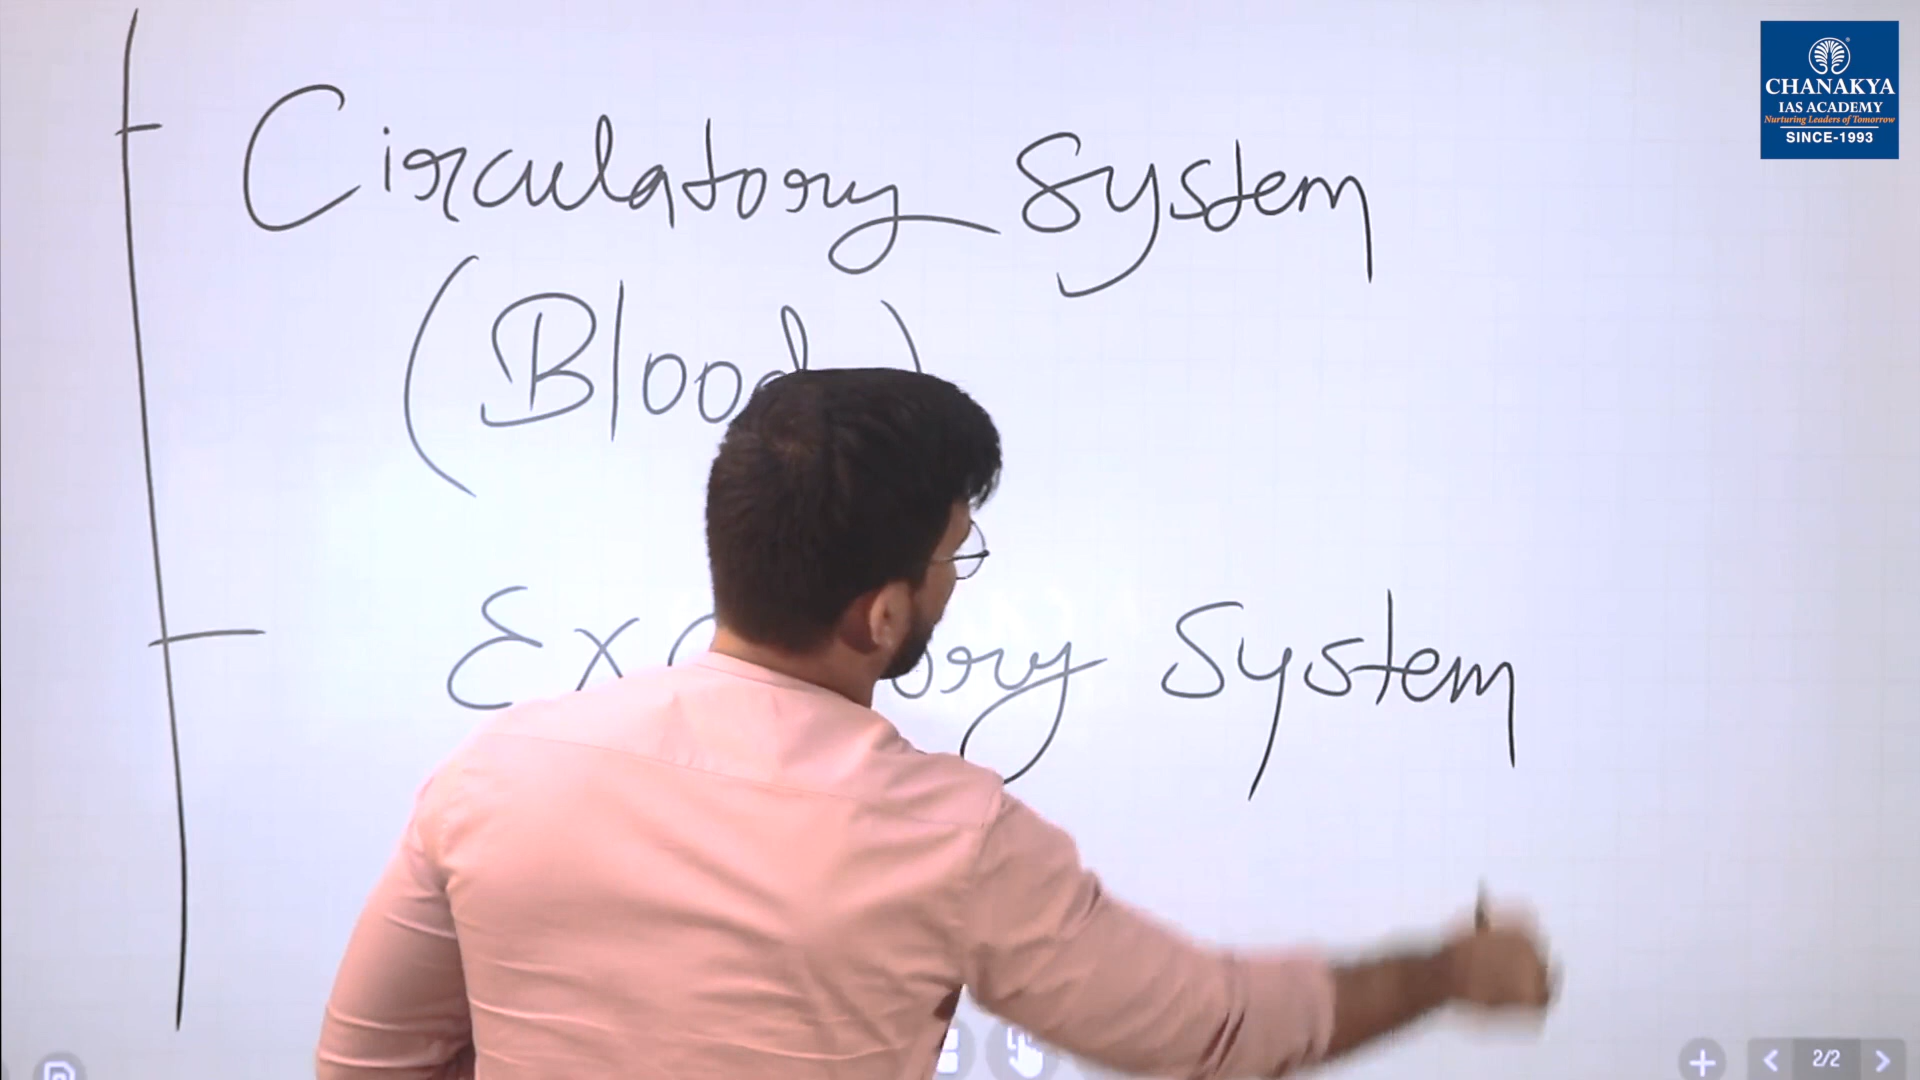 CHANAKYA
IAS ACADEMY
Nurturing Leaders of Tomorrow
SINCE-1993
Circulatory System
(Blood)
System
2/2